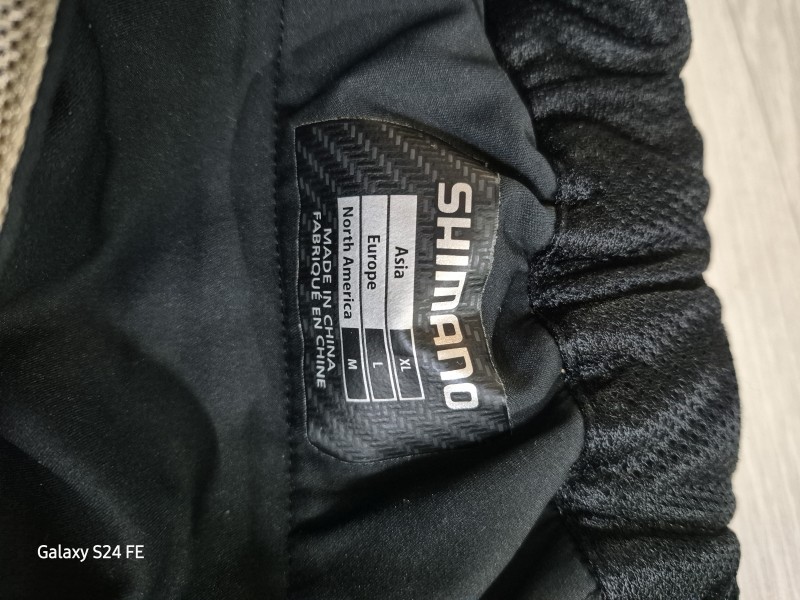 SHIMANO
Asia XL
Europe L
North America M
MADE IN CHINA
FABRIQUÉ EN CHINE
Galaxy S24 FE